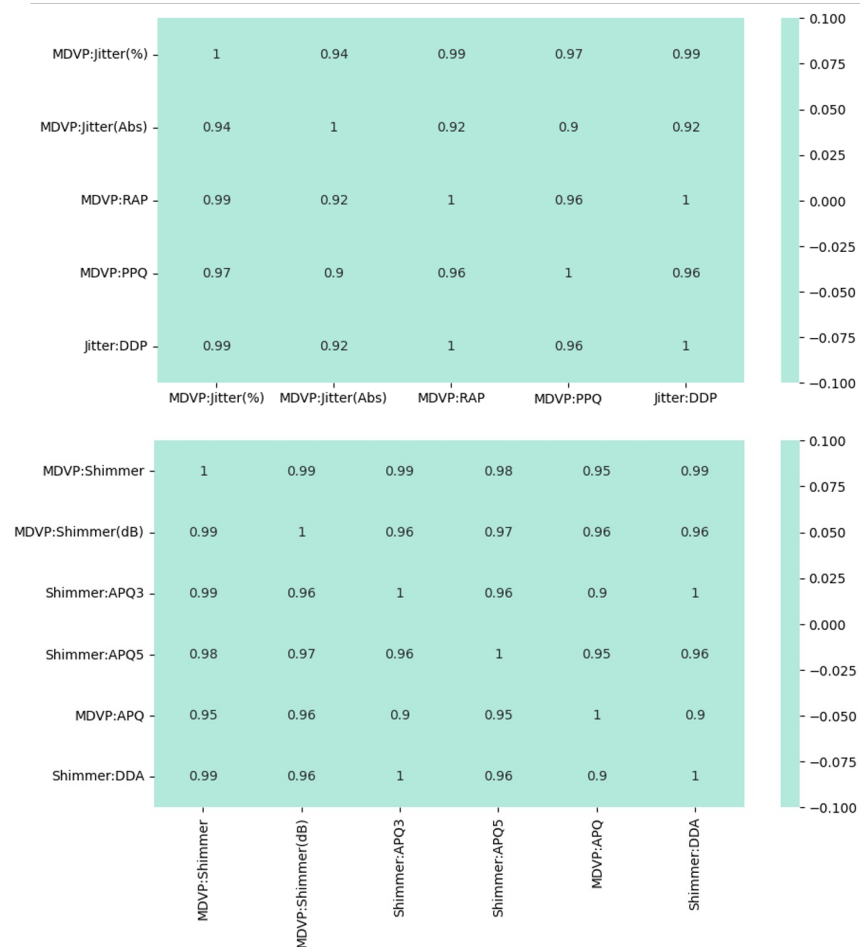 0.100
MDVP:Jitter(%) 1 0.94 0.99 0.97 0.99
0.075
0.050
MDVP:Jitter(Abs) 0.94 1 0.92 0.9 0.92
0.025
MDVP:RAP 0.99 0.92 1 0.96 1
0.000
−0.025
MDVP:PPQ 0.97 0.9 0.96 1 0.96
−0.050
−0.075
Jitter:DDP 0.99 0.92 1 0.96 1
−0.100
MDVP:Jitter(%) MDVP:Jitter(Abs) MDVP:RAP MDVP:PPQ Jitter:DDP
0.100
MDVP:Shimmer 1 0.99 0.99 0.98 0.95 0.99
0.075
MDVP:Shimmer(dB) 0.99 1 0.96 0.97 0.96 0.96
0.050
0.025
Shimmer:APQ3 0.99 0.96 1 0.96 0.9 1
0.000
Shimmer:APQ5 0.98 0.97 0.96 1 0.95 0.96
−0.025
MDVP:APQ 0.95 0.96 0.9 0.95 1 0.9
−0.050
−0.075
Shimmer:DDA 0.99 0.96 1 0.96 0.9 1
−0.100
MDVP:Shimmer
MDVP:Shimmer(dB)
Shimmer:APQ3
Shimmer:APQ5
MDVP:APQ
Shimmer:DDA